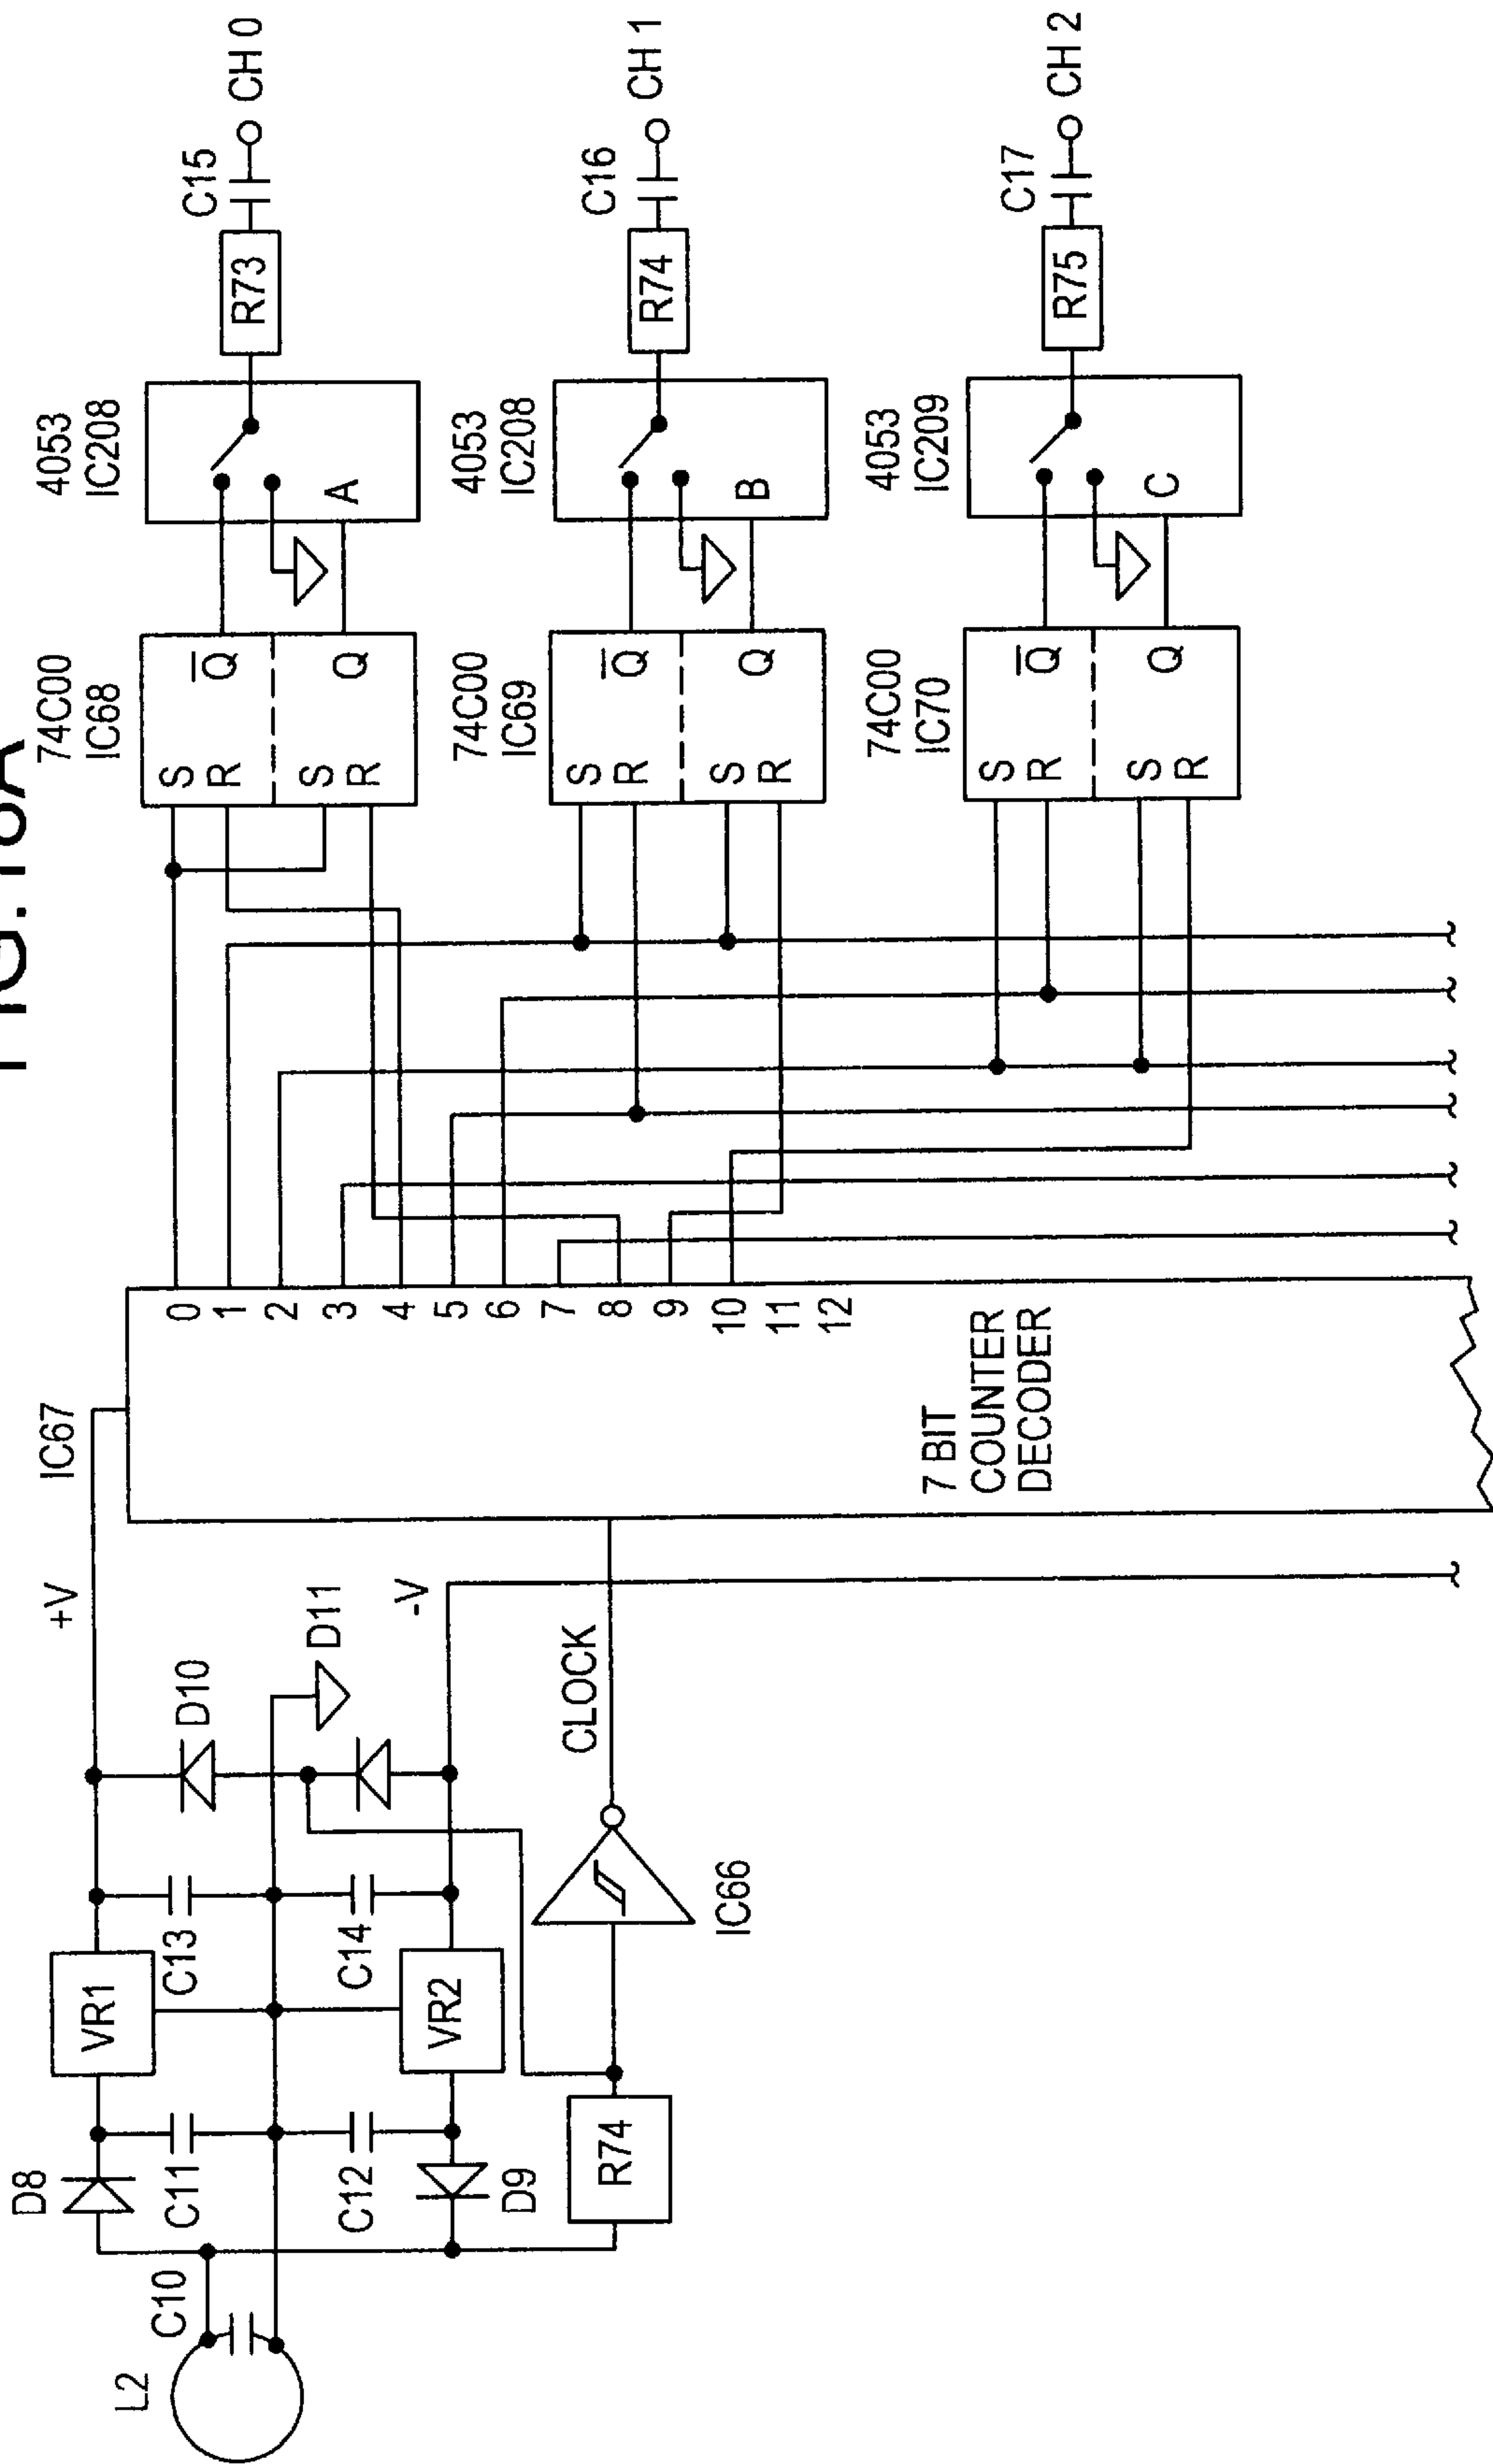 L2
C10
D8
C11
C12
D9
R74
VR1
VR2
C13
C14
D10
D11
+V
-V
CLOCK
IC66
IC67
7 BIT
COUNTER
DECODER
0
1
2
3
4
5
6
7
8
9
10
11
12
74C00
IC68
S
R
Q
S
R
Q
4053
IC208
A
R73
C15
CH 0
74C00
IC69
S
R
Q
S
R
Q
4053
IC208
B
R74
C16
CH 1
74C00
IC70
S
R
Q
S
R
Q
4053
IC209
C
R75
C17
CH 2